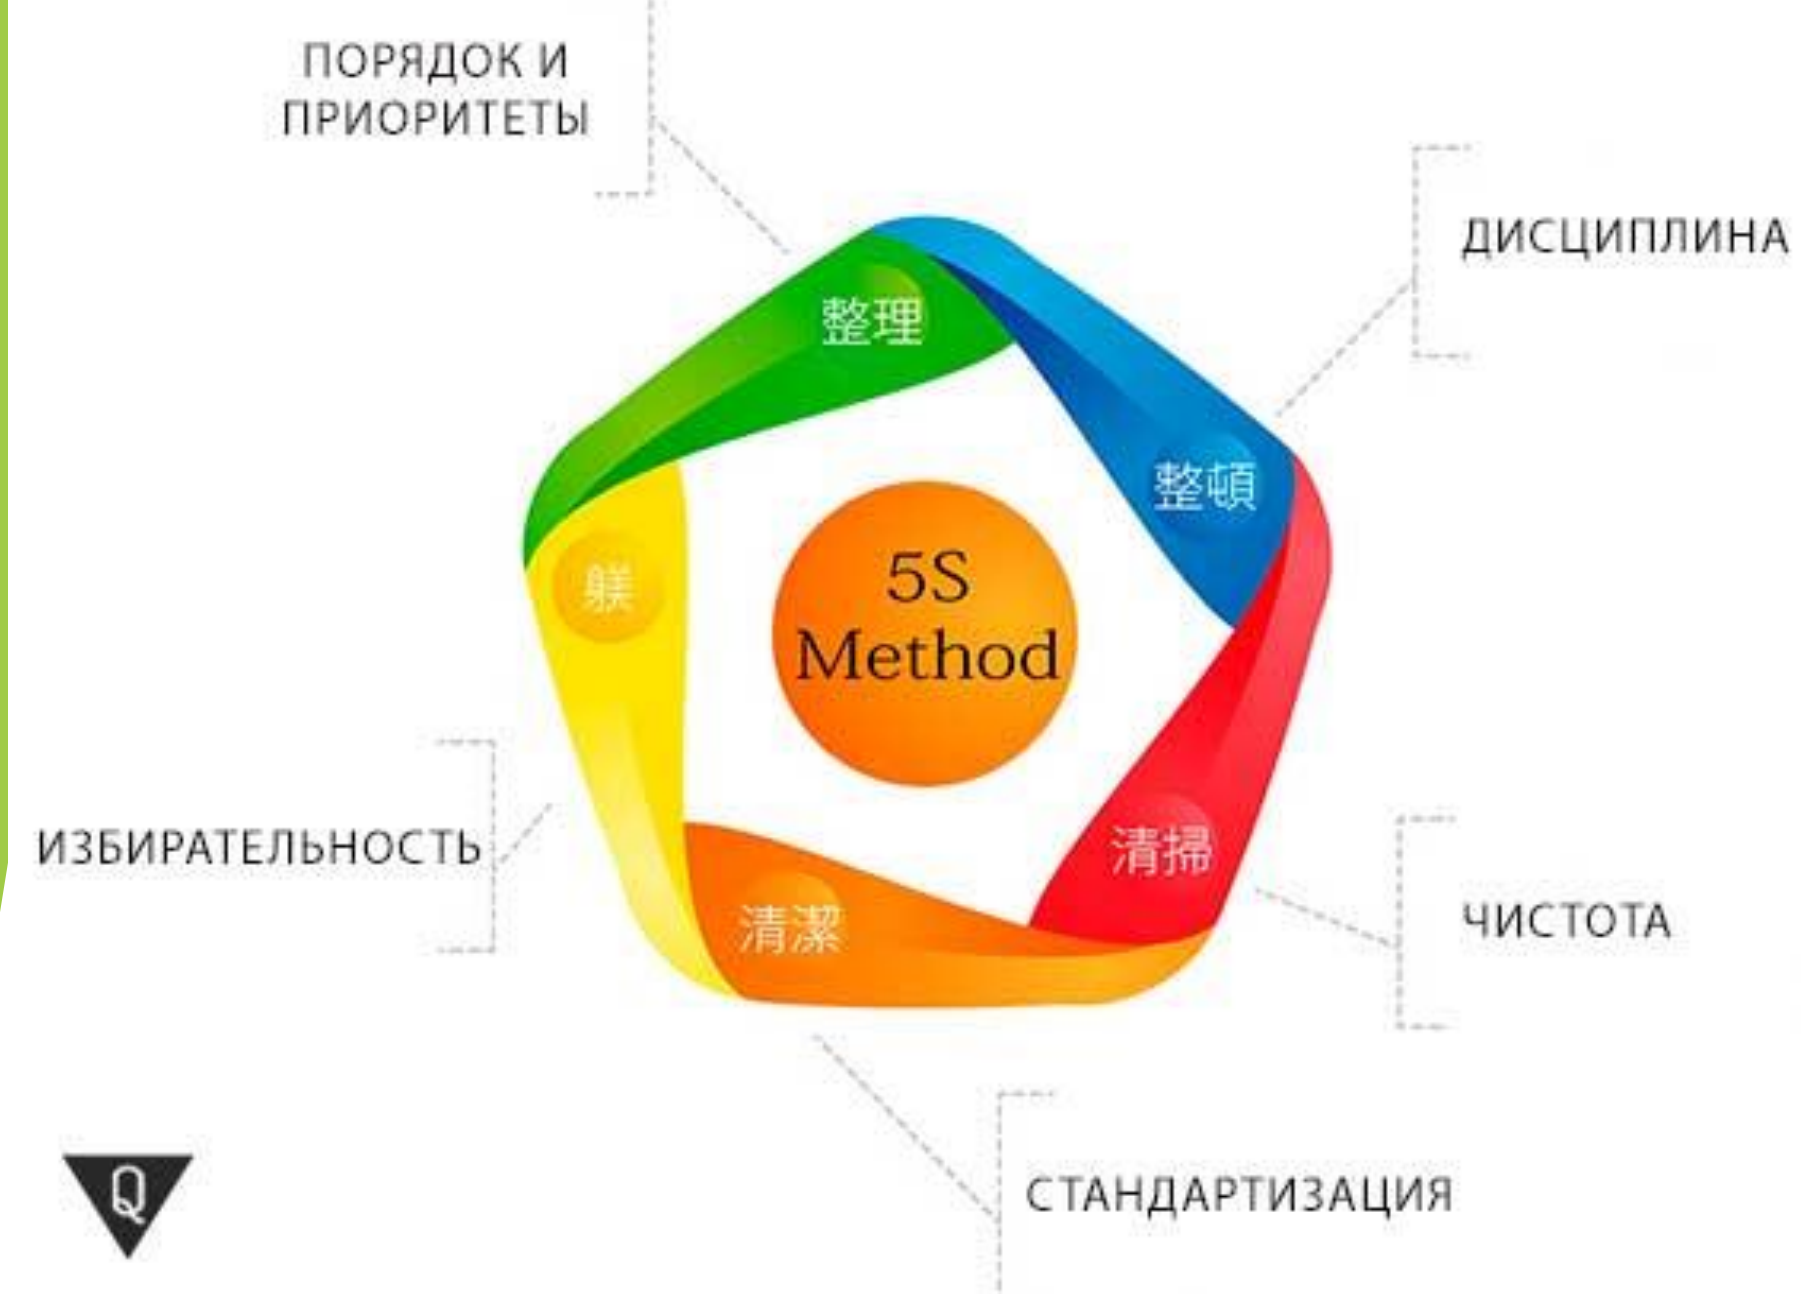 ПОРЯДОК И
ПРИОРИТЕТЫ
ДИСЦИПЛИНА
整理
整頓
5S
Method
躾
清掃
清潔
ИЗБИРАТЕЛЬНОСТЬ
ЧИСТОТА
СТАНДАРТИЗАЦИЯ
Q